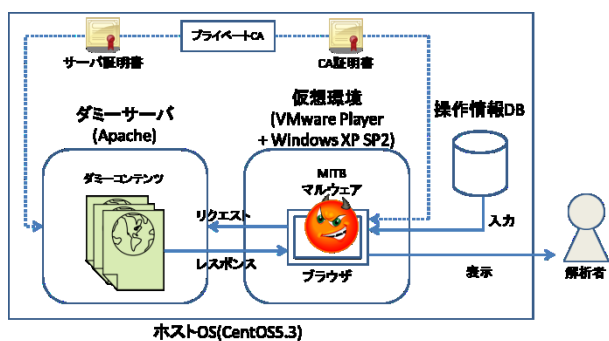 プライベートCA
サーバ証明書
CA証明書
ダミーサーバ
(Apache)
仮想環境
(VMware Player
+ Windows XP SP2)
操作情報DB
ダミーコンテンツ
MITB
マルウェア
リクエスト
レスポンス
ブラウザ
入力
表示
解析者
ホストOS(CentOS5.3)